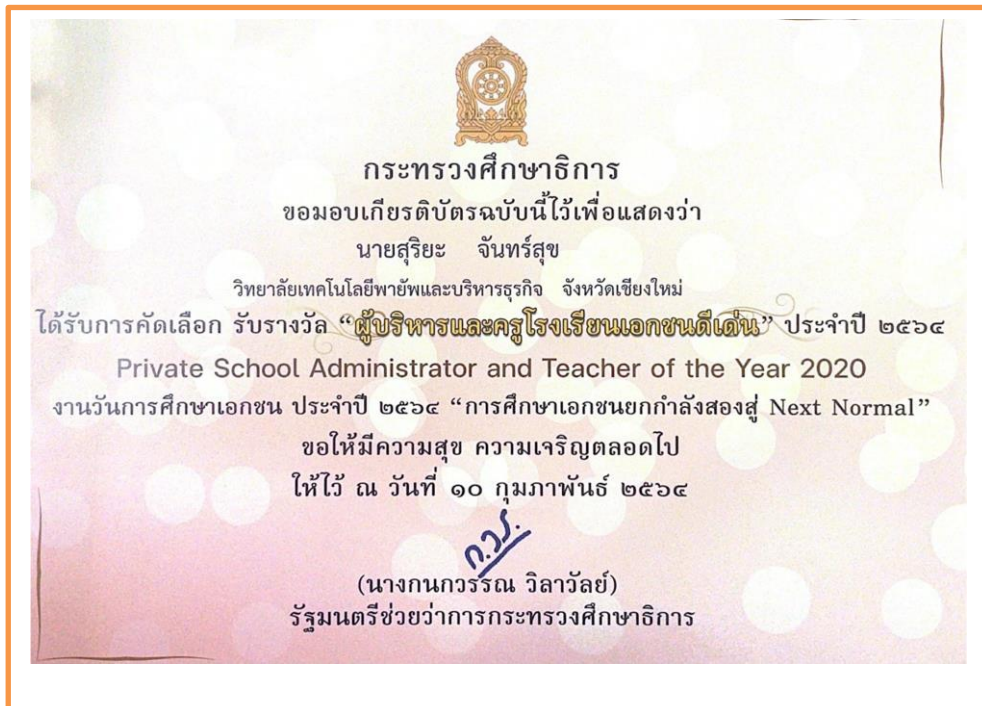 กระทรวงศึกษาธิการ
ขอมอบเกียรติบัตรฉบับนี้ไว้เพื่อแสดงว่า
นายสุริยะ จันทร์สุข
วิทยาลัยเทคโนโลยีพายัพและบริหารธุรกิจ จังหวัดเชียงใหม่
ได้รับการคัดเลือก รับรางวัล “ผู้บริหารและครูโรงเรียนเอกชนดีเด่น” ประจำปี ๒๕๖๔
Private School Administrator and Teacher of the Year 2020
งานวันการศึกษาเอกชน ประจำปี ๒๕๖๔ “การศึกษาเอกชนยกกำลังสองสู่ Next Normal”
ขอให้มีความสุข ความเจริญตลอดไป
ให้ไว้ ณ วันที่ ๑๐ กุมภาพันธ์ ๒๕๖๔
ก.วร.
(นางกนกวรรณ วิลาวัลย์)
รัฐมนตรีช่วยว่าการกระทรวงศึกษาธิการ